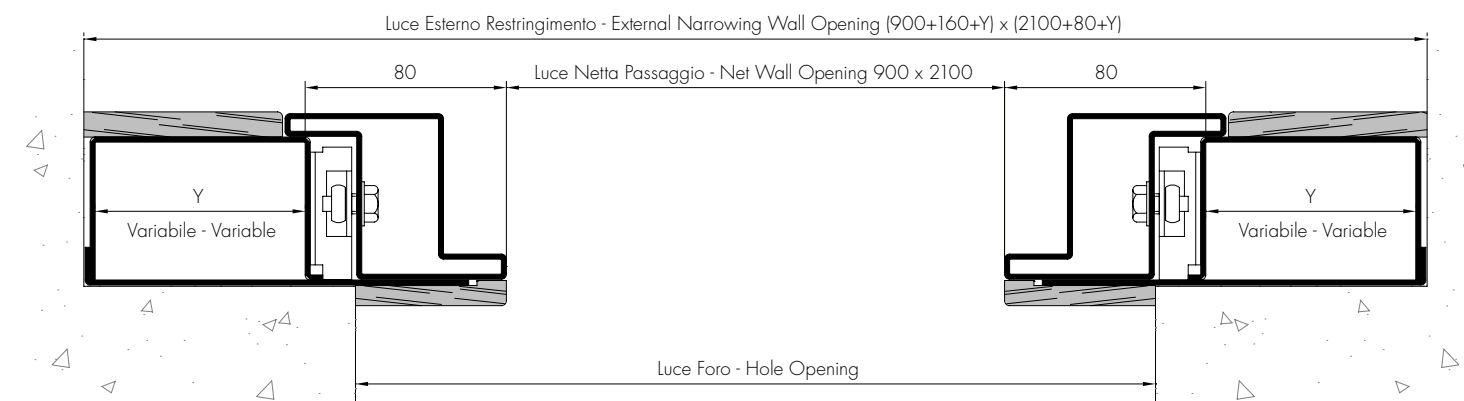 Luce Esterno Restringimento - External Narrowing Wall Opening (900+160+Y) x (2100+80+Y)
80
Luce Netta Passaggio - Net Wall Opening 900 x 2100
80
Y
Variabile - Variable
Y
Variabile - Variable
Luce Foro - Hole Opening